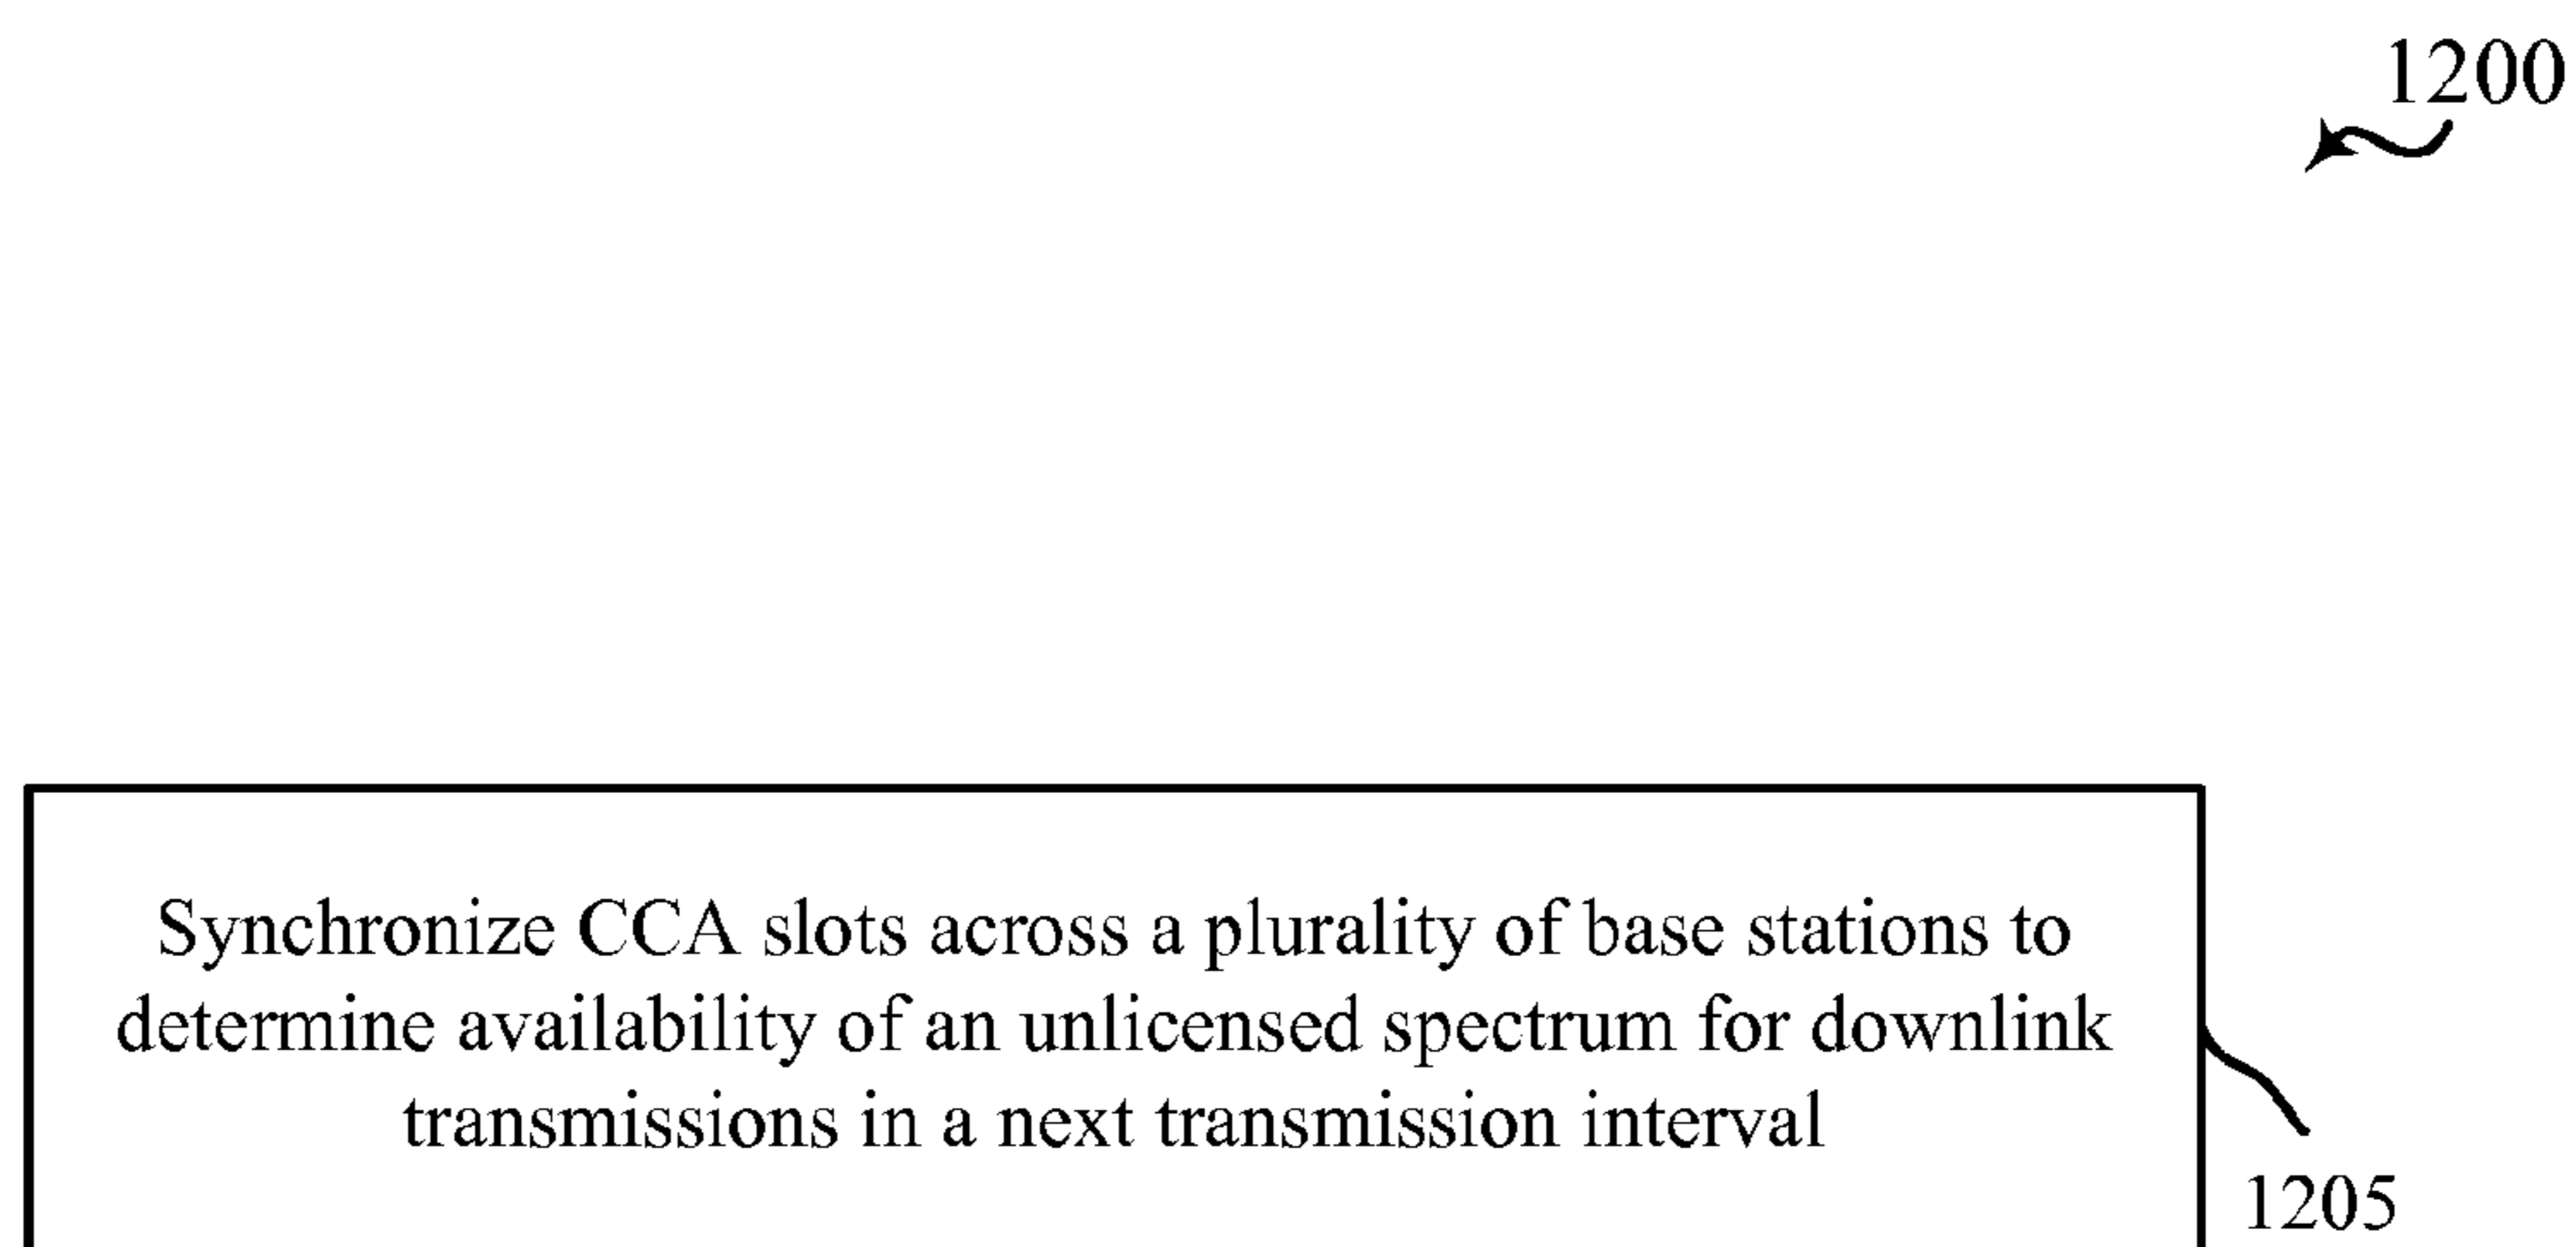 1200
Synchronize CCA slots across a plurality of base stations to
determine availability of an unlicensed spectrum for downlink
transmissions in a next transmission interval
1205